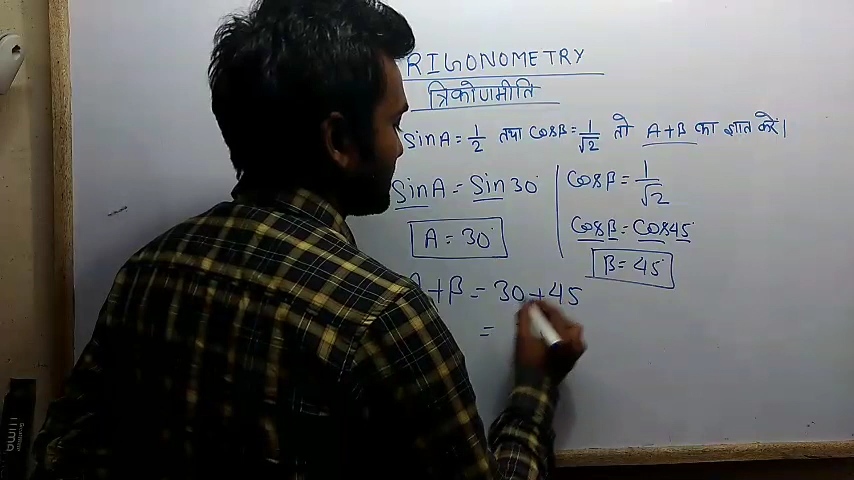 RIGONOMETRY
त्रिकोणमीति
SinA = 1/2 तथा CosB = 1/√2 तो A+B का ज्ञात करें।
SinA = Sin30°
A = 30°
CosB = 1/√2
CosB = Cos45°
B = 45°
A+B = 30+45
=